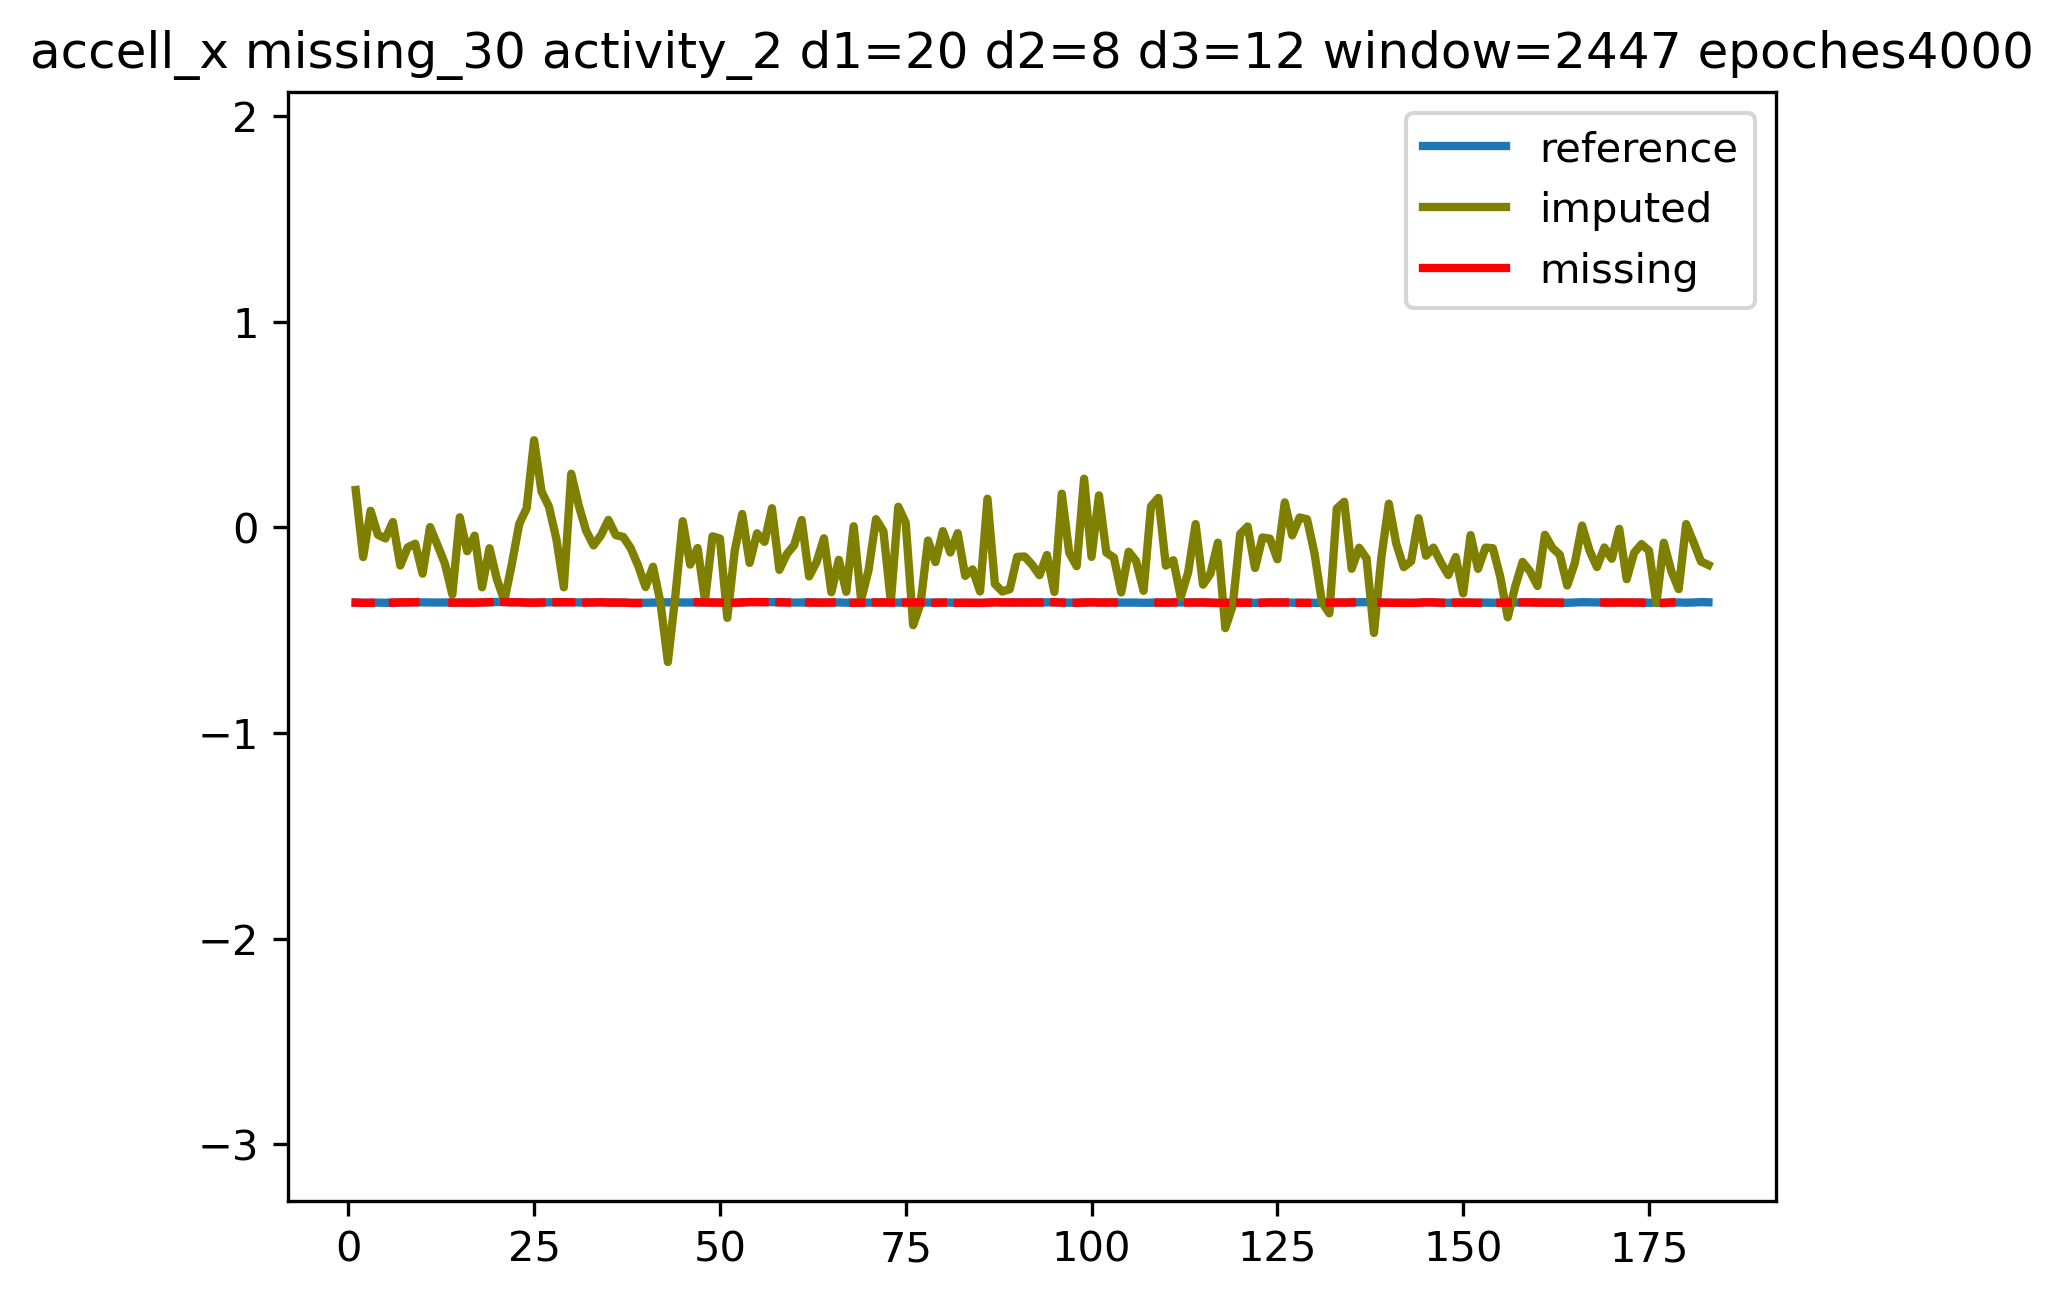 accell_x missing_30 activity_2 d1=20 d2=8 d3=12 window=2447 epoches4000
reference
imputed
missing
2
1
0
−1
−2
−3
0 25 50 75 100 125 150 175